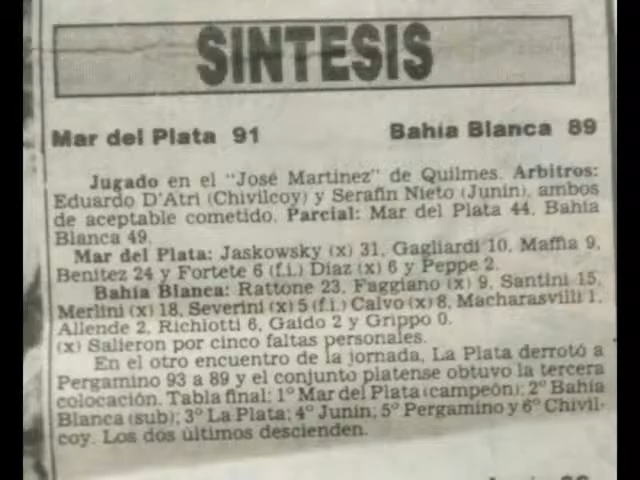 SINTESIS
Mar del Plata 91 Bahía Blanca 89
Jugado en el "José Martinez" de Quilmes. Arbitros:
Eduardo D'Atri (Chivilcoy) y Serafín Nieto (Junín), ambos
de aceptable cometido. Parcial: Mar del Plata 44, Bahía
Blanca 49.
Mar del Plata: Jaskowsky (x) 31, Gagliardi 10, Maffia 9,
Benítez 24 y Fortete 6 (f.i.) Díaz (x) 6 y Peppe 2.
Bahía Blanca: Rattone 23, Faggiano (x) 9, Santini 15,
Merlini (x) 18, Severini (x) 5 (f.i.) Calvo (x) 8, Macharasvilli 1,
Allende 2, Richiotti 6, Gaido 2 y Grippo 0.
(x) Salieron por cinco faltas personales.
En el otro encuentro de la jornada, La Plata derrotó a
Pergamino 93 a 89 y el conjunto platense obtuvo la tercera
colocación. Tabla final: 1º Mar del Plata (campeón); 2º Bahía
Blanca (sub); 3º La Plata; 4º Junín; 5º Pergamino y 6º Chivil-
coy. Los dos últimos descienden.